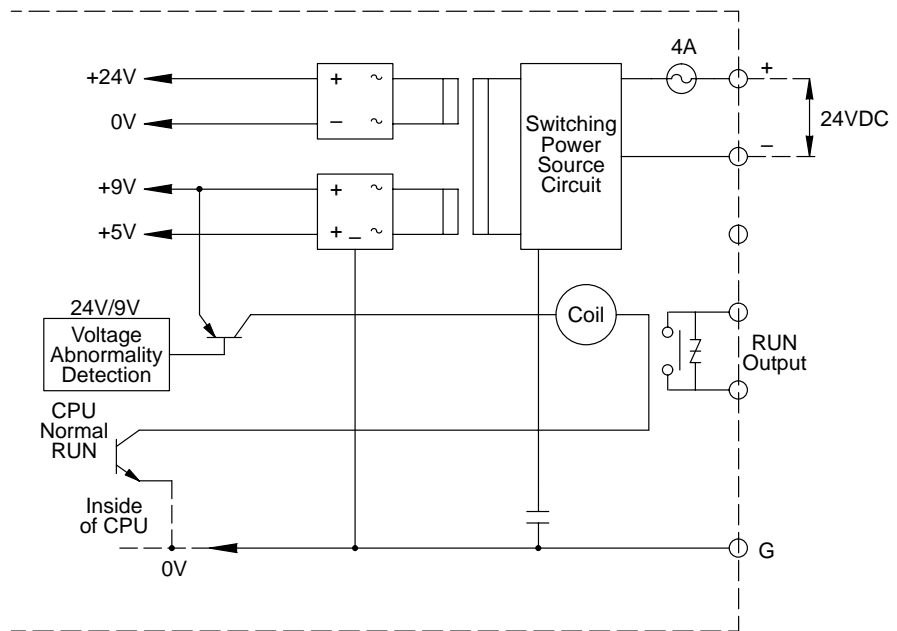 4A
+24V
+
~
+
0V
−
~
Switching
Power
Source
Circuit
24VDC
−
+9V
+
~
+5V
+
−
~
24V/9V
Voltage
Abnormality
Detection
Coil
RUN
Output
CPU
Normal
RUN
Inside
of CPU
0V
G